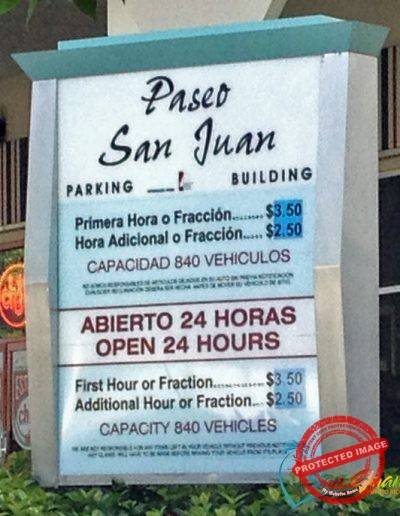 Paseo
San Juan
PARKING BUILDING
Primera Hora o Fracción........ $3.50
Hora Adicional o Fracción..... $2.50
CAPACIDAD 840 VEHICULOS
ABIERTO 24 HORAS
OPEN 24 HOURS
First Hour or Fraction............ $3.50
Additional Hour or Fraction.... $2.50
CAPACITY 840 VEHICLES
PROTECTED IMAGE